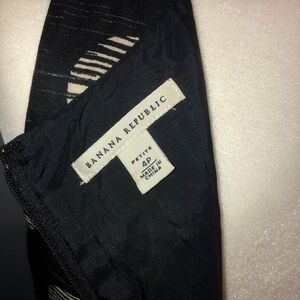 BANANA REPUBLIC
PETITE
4P
MADE IN
CHINA